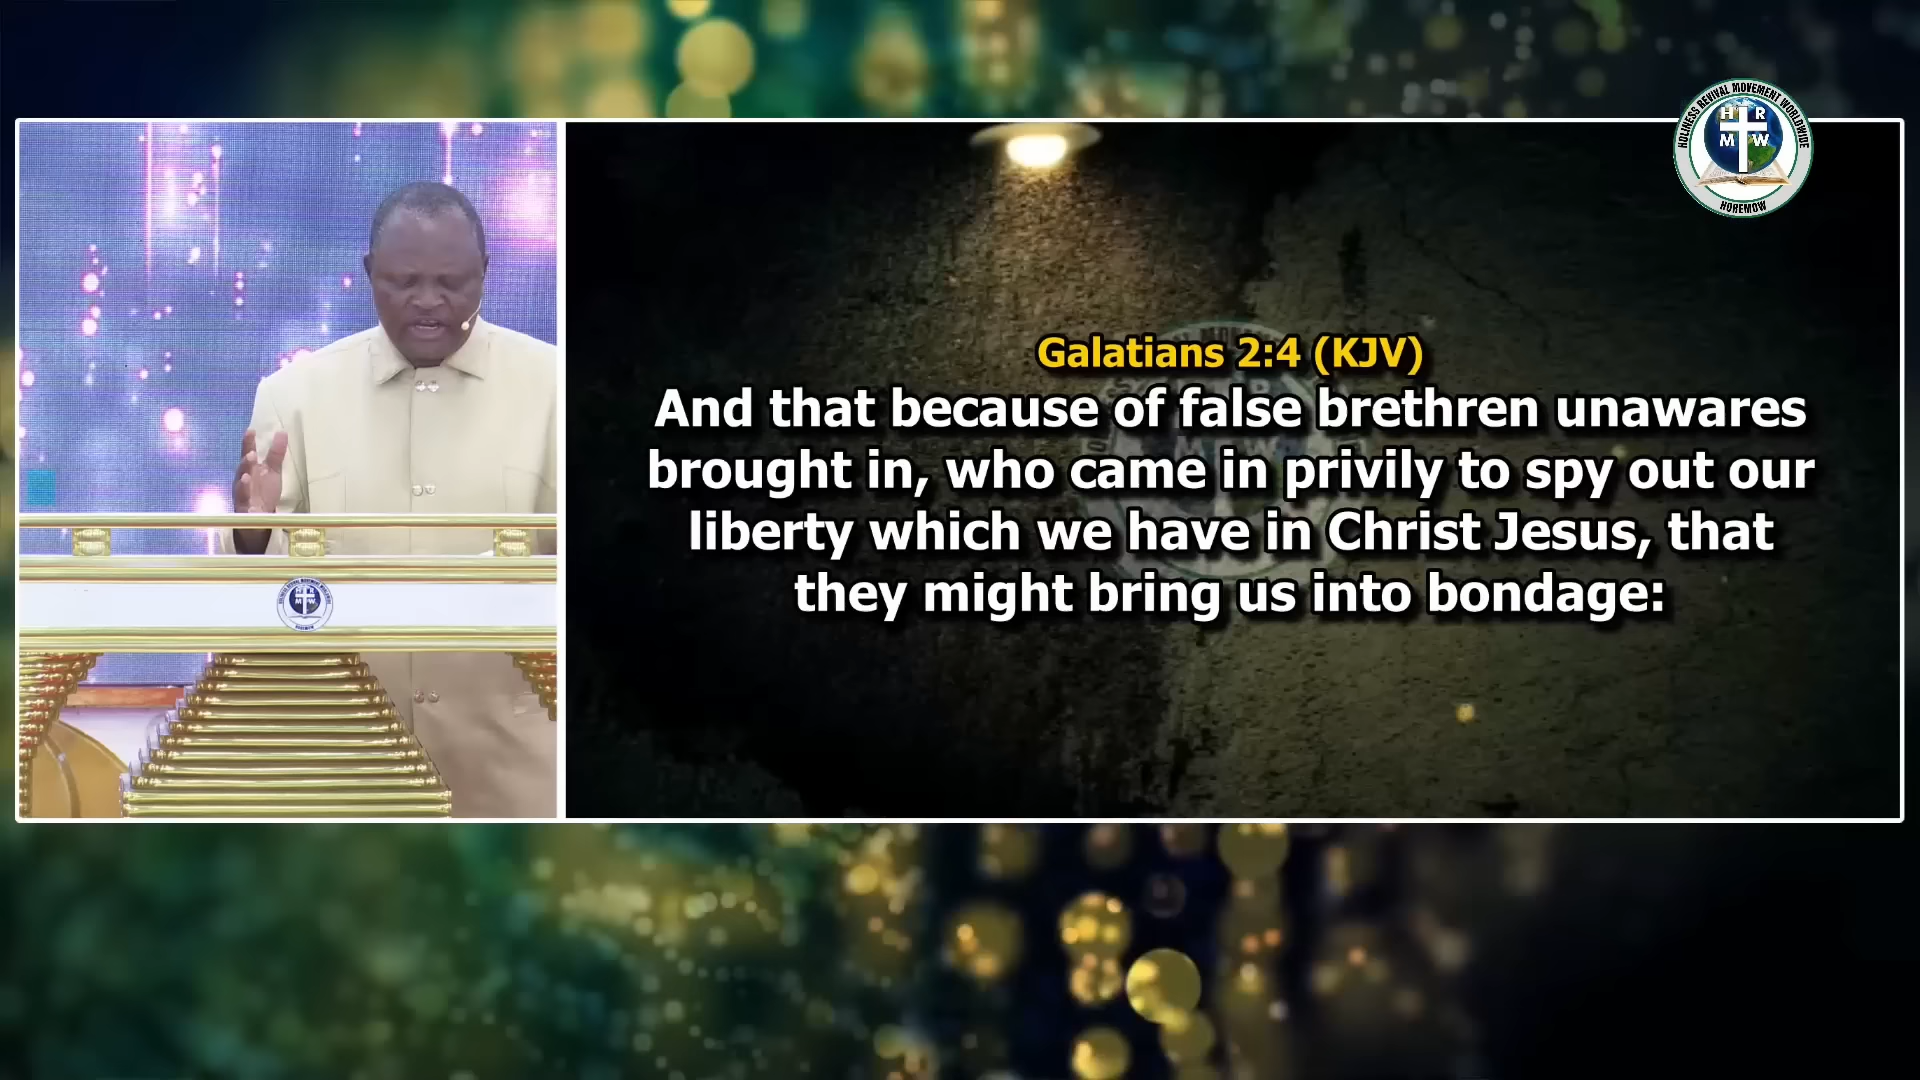 HOLINESS REVIVAL MOVEMENT WORLDWIDE
H R
M W
HOREMOW
Galatians 2:4 (KJV)
And that because of false brethren unawares
brought in, who came in privily to spy out our
liberty which we have in Christ Jesus, that
they might bring us into bondage:
H R
M W
HOREMOW